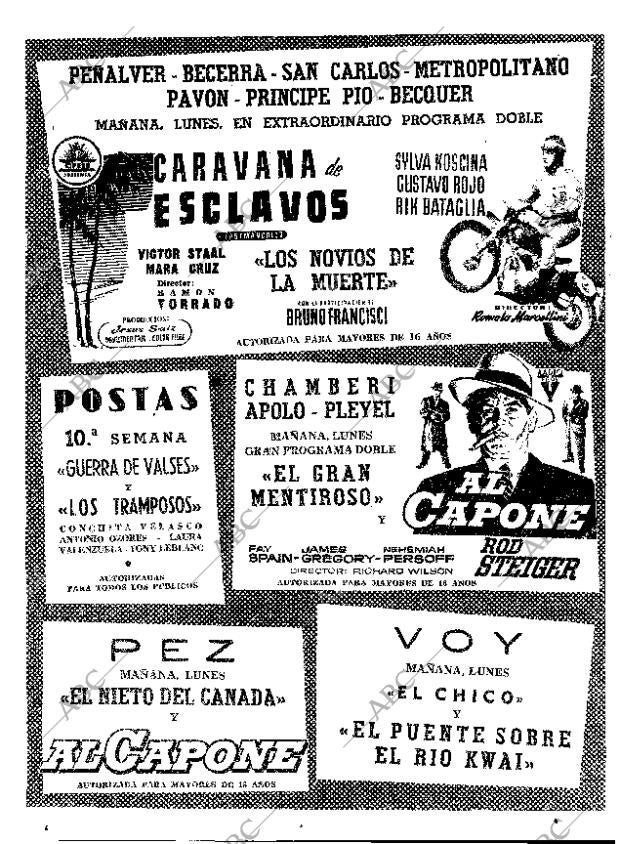 PEÑALVER - BECERRA - SAN CARLOS - METROPOLITANO
PAVON - PRINCIPE PIO - BECQUER
MAÑANA, LUNES, EN EXTRAORDINARIO PROGRAMA DOBLE
CARAVANA de
ESCLAVOS
EASTMANCOLOR
VICTOR STAAL
MARA CRUZ
Director:
RAMON
TORRADO
PRODUCCION:
Jesus Saiz
SYLVA KOSCINA
GUSTAVO ROJO
RIK BATAGLIA
«LOS NOVIOS DE
LA MUERTE»
CON LA PARTICIPACION DE
BRUNO FRANCISCI
DIRECTOR:
Romolo Marcellini
AUTORIZADA PARA MAYORES DE 16 AÑOS
POSTAS
10.ª SEMANA
«GUERRA DE VALSES»
Y
«LOS TRAMPOSOS»
CONCHITA VELASCO
ANTONIO OZORES - LAURA
VALENZUELA - TONY LEBLANC
AUTORIZADAS
PARA TODOS LOS PUBLICOS
CHAMBERI
APOLO - PLEYEL
MAÑANA, LUNES
GRAN PROGRAMA DOBLE
«EL GRAN
MENTIROSO»
Y
AL
CAPONE
FAY JAMES NEHEMIAH
SPAIN-GREGORY-PERSOFF
DIRECTOR: RICHARD WILSON
ROD
STEIGER
AUTORIZADA PARA MAYORES DE 16 AÑOS
PEZ
MAÑANA, LUNES
«EL NIETO DEL CANADA»
Y
AL CAPONE
AUTORIZADA PARA MAYORES DE 16 AÑOS
VOY
MAÑANA, LUNES
«EL CHICO»
Y
«EL PUENTE SOBRE
EL RIO KWAI»